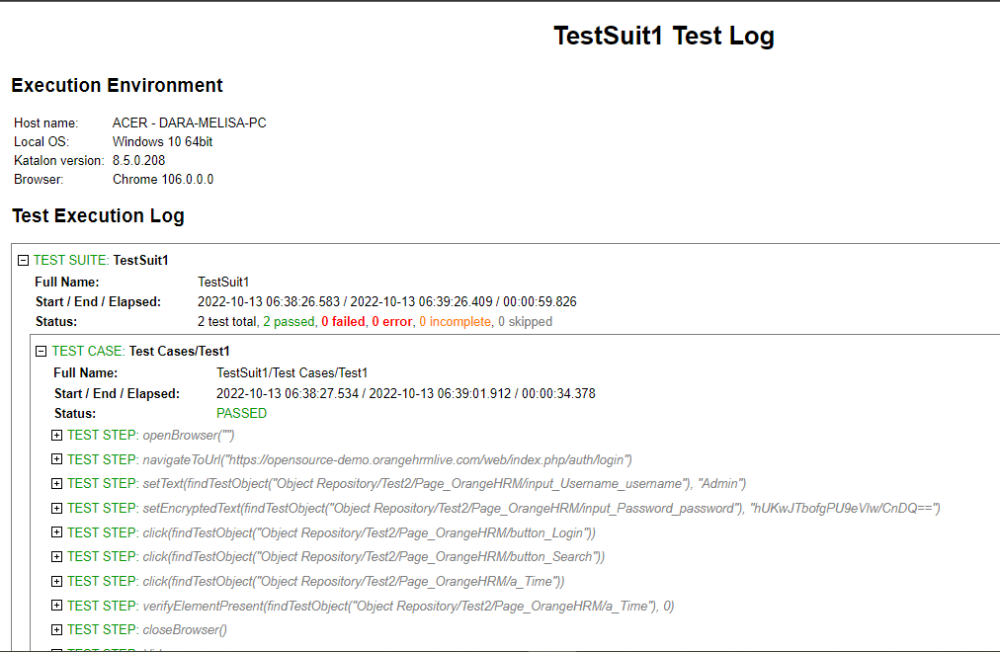 TestSuit1 Test Log
Execution Environment
Host name: ACER - DARA-MELISA-PC
Local OS: Windows 10 64bit
Katalon version: 8.5.0.208
Browser: Chrome 106.0.0.0
Test Execution Log
TEST SUITE: TestSuit1
Full Name: TestSuit1
Start / End / Elapsed: 2022-10-13 06:38:26.583 / 2022-10-13 06:39:26.409 / 00:00:59.826
Status: 2 test total, 2 passed, 0 failed, 0 error, 0 incomplete, 0 skipped
TEST CASE: Test Cases/Test1
Full Name: TestSuit1/Test Cases/Test1
Start / End / Elapsed: 2022-10-13 06:38:27.534 / 2022-10-13 06:39:01.912 / 00:00:34.378
Status: PASSED
TEST STEP: openBrowser("")
TEST STEP: navigateToUrl("https://opensource-demo.orangehrmlive.com/web/index.php/auth/login")
TEST STEP: setText(findTestObject("Object Repository/Test2/Page_OrangeHRM/input_Username_username"), "Admin")
TEST STEP: setEncryptedText(findTestObject("Object Repository/Test2/Page_OrangeHRM/input_Password_password"), "hUKwJTbofgPU9eVlw/CnDQ==")
TEST STEP: click(findTestObject("Object Repository/Test2/Page_OrangeHRM/button_Login"))
TEST STEP: click(findTestObject("Object Repository/Test2/Page_OrangeHRM/button_Search"))
TEST STEP: click(findTestObject("Object Repository/Test2/Page_OrangeHRM/a_Time"))
TEST STEP: verifyElementPresent(findTestObject("Object Repository/Test2/Page_OrangeHRM/a_Time"), 0)
TEST STEP: closeBrowser()